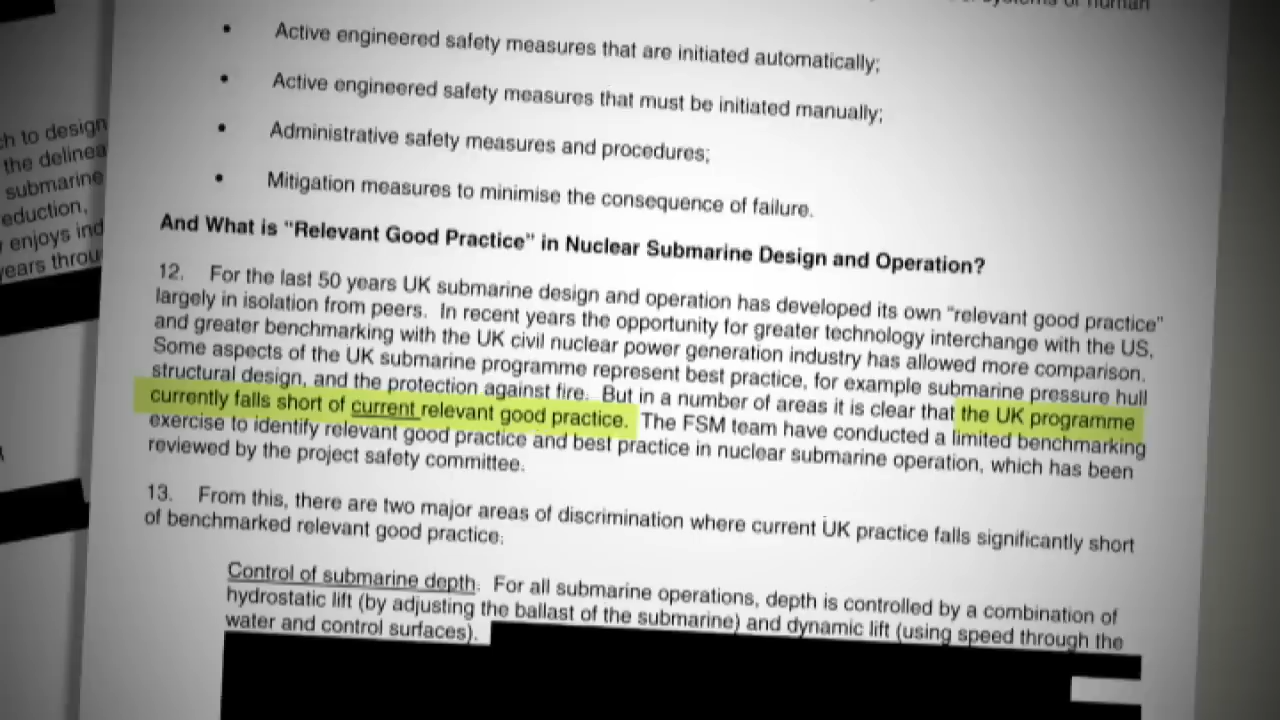 human
• Active engineered safety measures that are initiated automatically;
• Active engineered safety measures that must be initiated manually;
• Administrative safety measures and procedures;
• Mitigation measures to minimise the consequence of failure.
And What is “Relevant Good Practice” in Nuclear Submarine Design and Operation?
12. For the last 50 years UK submarine design and operation has developed its own “relevant good practice”
largely in isolation from peers. In recent years the opportunity for greater technology interchange with the US,
and greater benchmarking with the UK civil nuclear power generation industry has allowed more comparison.
Some aspects of the UK submarine programme represent best practice, for example submarine pressure hull
structural design, and the protection against fire. But in a number of areas it is clear that the UK programme
currently falls short of current relevant good practice. The FSM team have conducted a limited benchmarking
exercise to identify relevant good practice and best practice in nuclear submarine operation, which has been
reviewed by the project safety committee.
13. From this, there are two major areas of discrimination where current UK practice falls significantly short
of benchmarked relevant good practice:
Control of submarine depth. For all submarine operations, depth is controlled by a combination of
hydrostatic lift (by adjusting the ballast of the submarine) and dynamic lift (using speed through the
water and control surfaces).
to design
the delinea
submarine
eduction,
enjoys ind
years throu